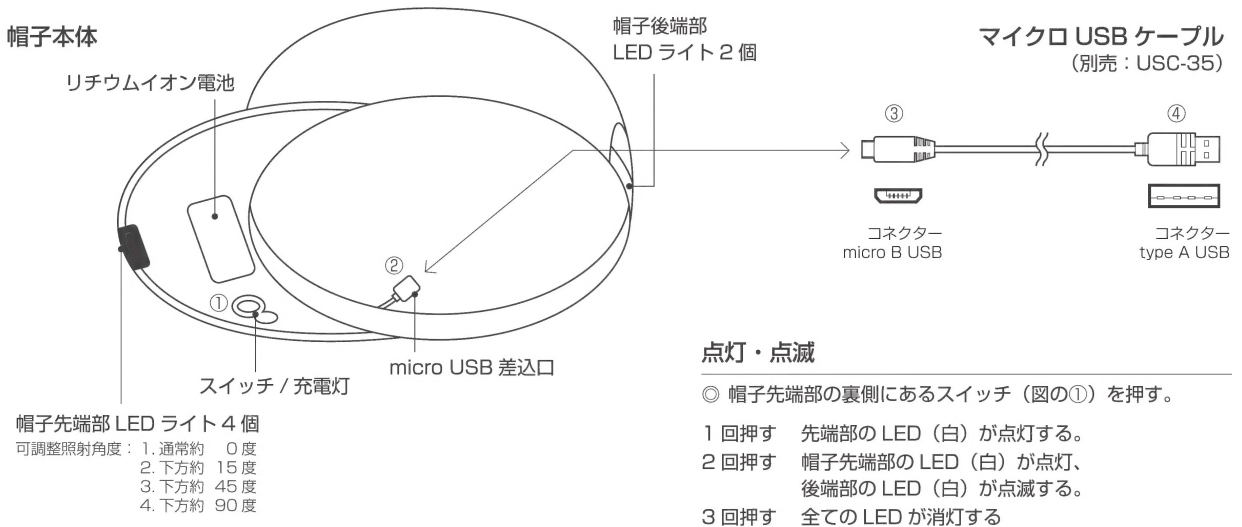 帽子本体
リチウムイオン電池
帽子後端部
LED ライト 2 個
マイクロ USB ケーブル
（別売：USC-35）
③
④
コネクター
micro B USB
コネクター
type A USB
②
①
micro USB 差込口
スイッチ / 充電灯
帽子先端部 LED ライト 4 個
可調整照射角度： 1. 通常約 0 度
2. 下方約 15 度
3. 下方約 45 度
4. 下方約 90 度
点灯・点滅
◎ 帽子先端部の裏側にあるスイッチ（図の①）を押す。
1 回押す 先端部の LED（白）が点灯する。
2 回押す 帽子先端部の LED（白）が点灯、
後端部の LED（白）が点滅する。
3 回押す 全ての LED が消灯する